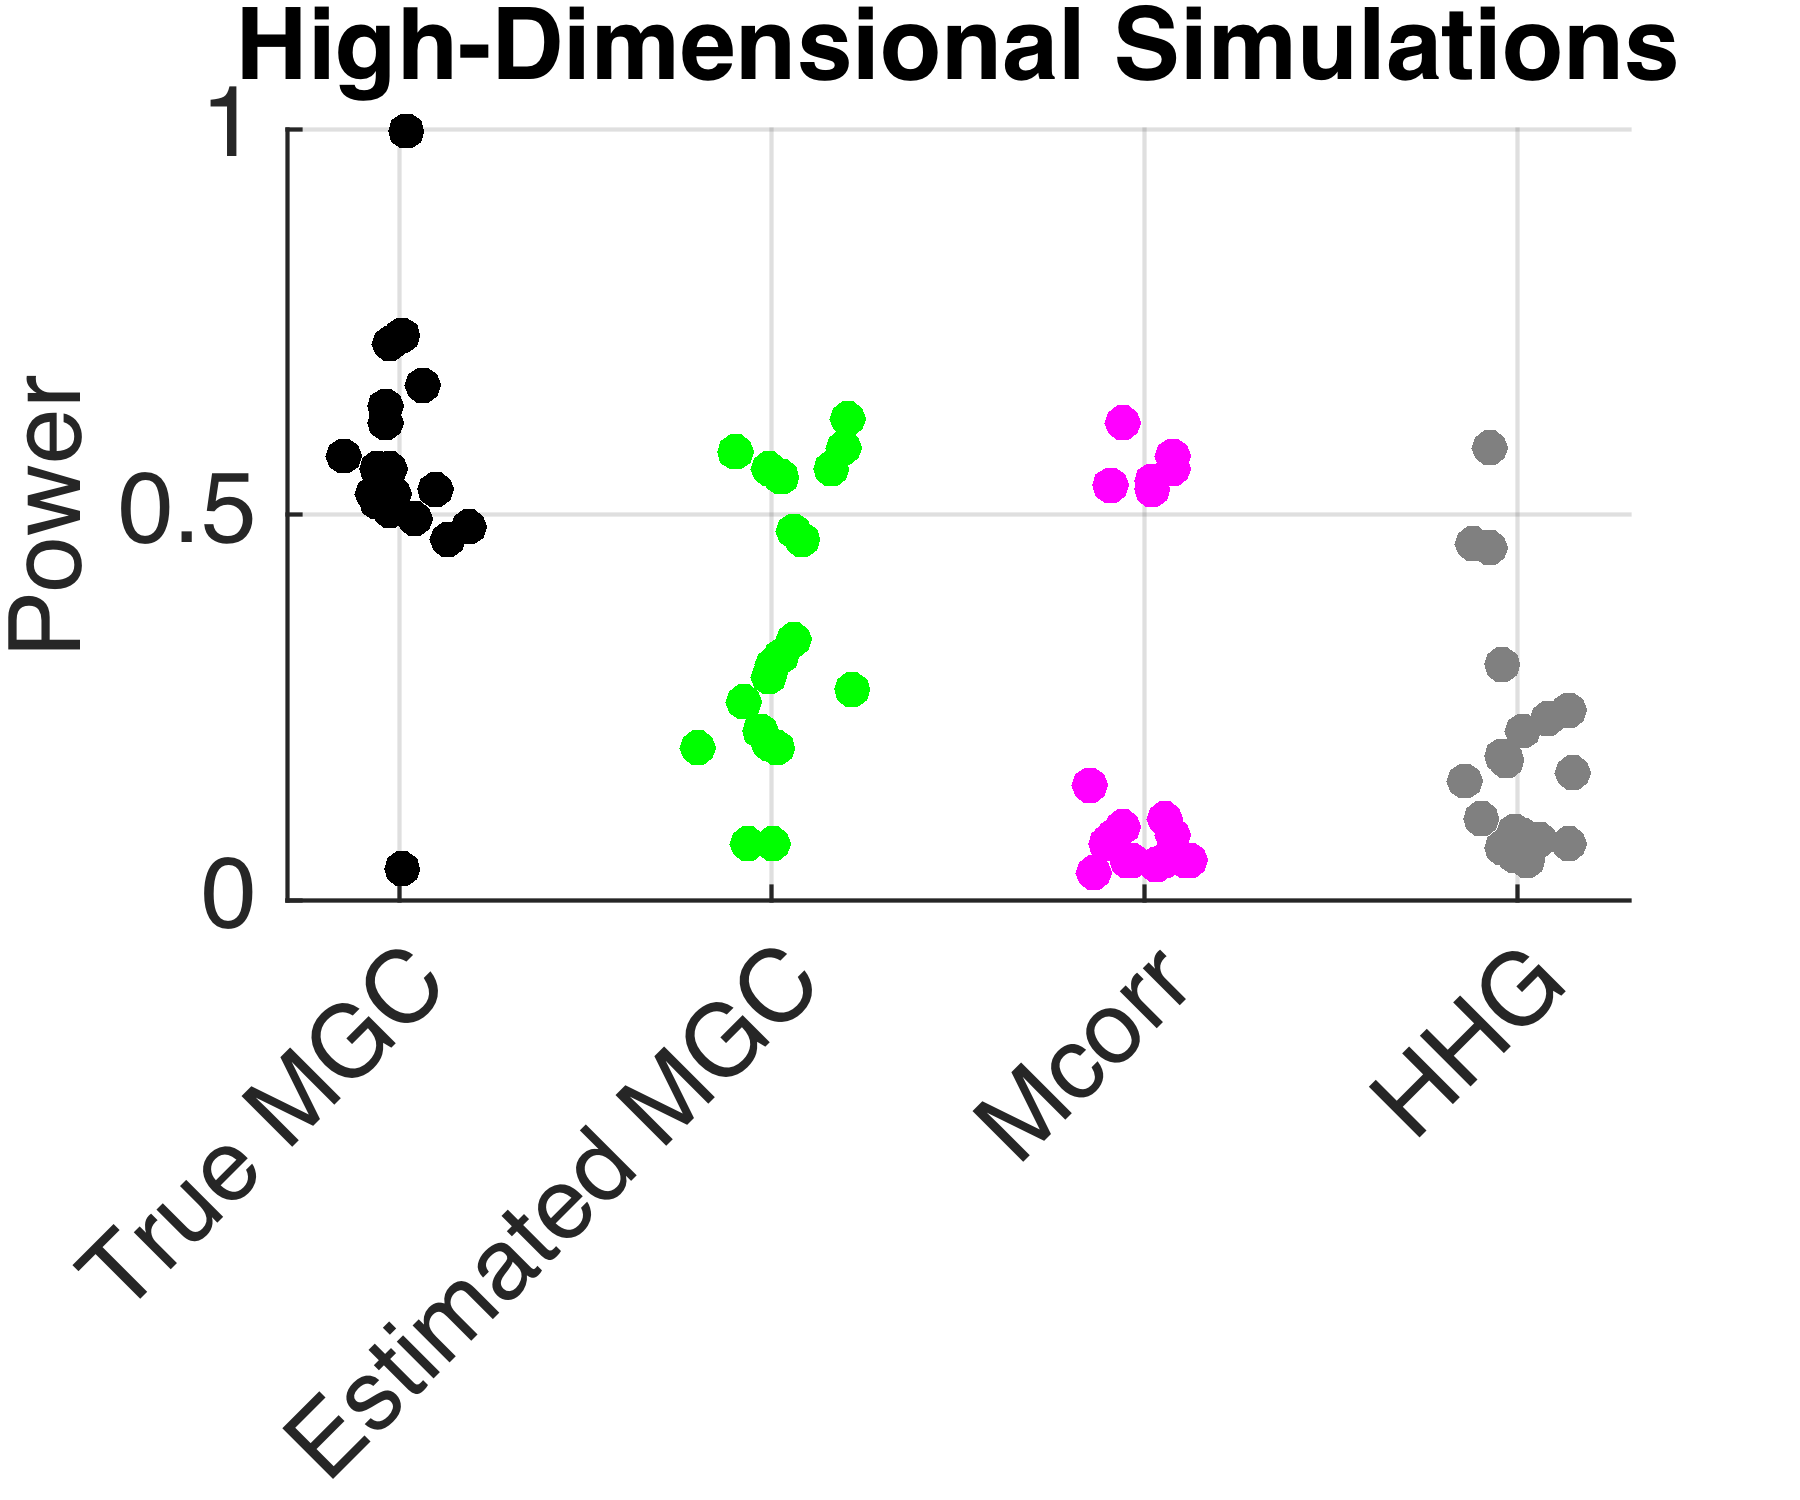 High-Dimensional Simulations
1
0.5
0
Power
True MGC
Estimated MGC
Mcorr
HHG